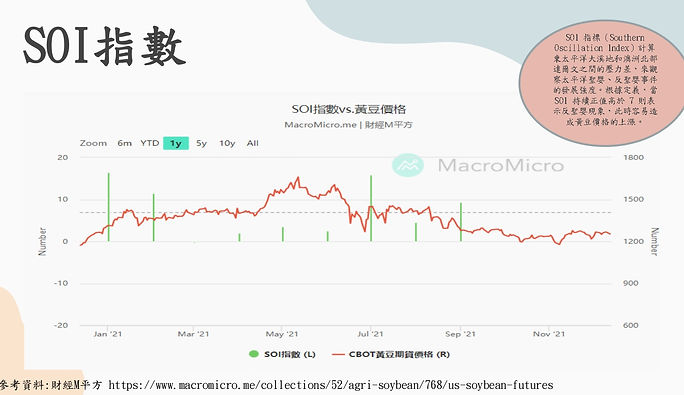 SOI指數
SOI 指標 (Southern
Oscillation Index) 計算
東太平洋大溪地和澳洲北部
達爾文之間的壓力差，來觀
察太平洋聖嬰、反聖嬰事件
的發展強度。根據定義，當
SOI 持續正值高於 7 則表
示反聖嬰現象，此時容易造
成黃豆價格的上漲。
SOI指數vs.黃豆價格
MacroMicro.me | 財經M平方
Zoom 6m YTD 1y 5y 10y All
MacroMicro
20 1800
10 1500
0 1200
-10 900
-20 600
Number
Number
Jan '21 Mar '21 May '21 Jul '21 Sep '21 Nov '21
SOI指數 (L) CBOT黃豆期貨價格 (R)
參考資料:財經M平方 https://www.macromicro.me/collections/52/agri-soybean/768/us-soybean-futures